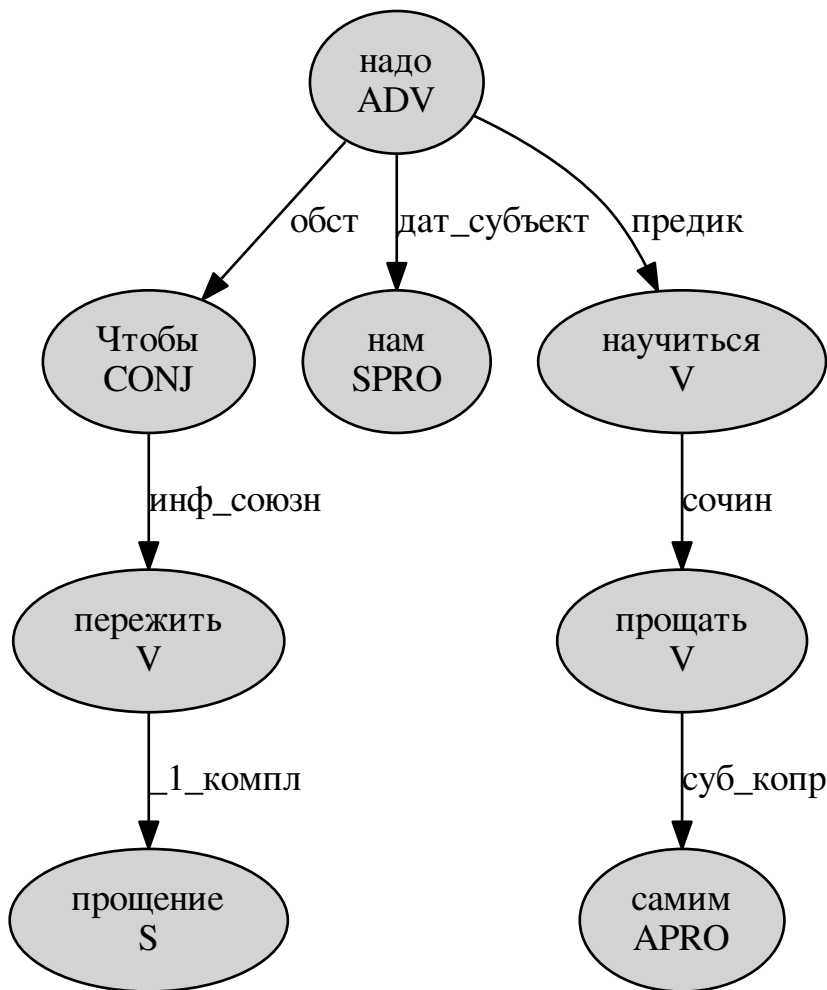 надо
ADV
обст
дат_субъект
предик
Чтобы
CONJ
нам
SPRO
научиться
V
инф_союзн
сочин
пережить
V
прощать
V
_1_компл
суб_копр
прощение
S
самим
APRO